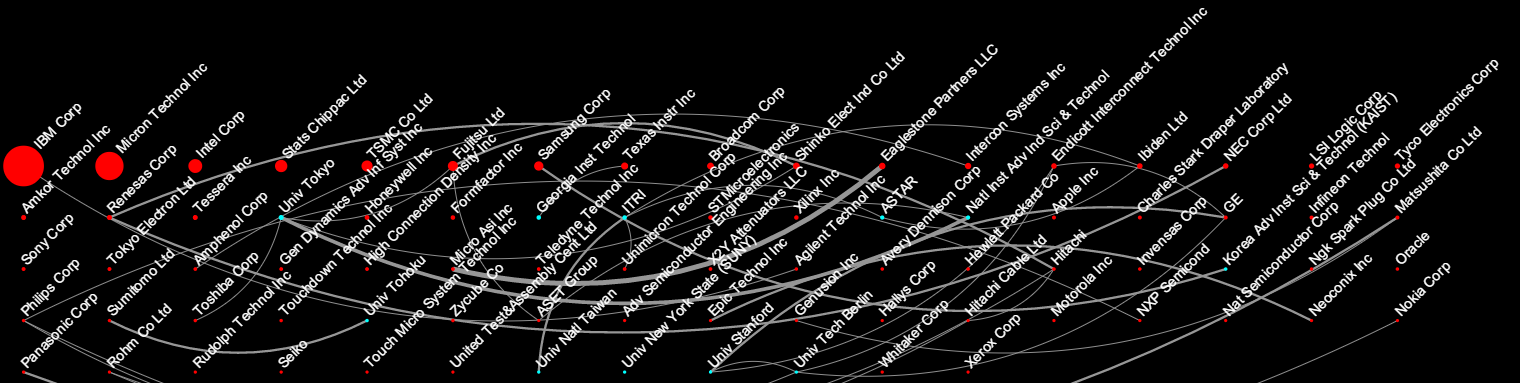 IBM Corp
Micron Technol Inc
Intel Corp
Stats Chippac Ltd
TSMC Co Ltd
Fujitsu Ltd
Samsung Corp
Texas Instr Inc
Broadcom Corp
Shinko Elect Ind Co Ltd
Eaglestone Partners LLC
Intercon Systems Inc
Endicott Interconnect Technol Inc
Ibiden Ltd
NEC Corp Ltd
LSI Logic Corp
Tyco Electronics Corp
Amkor Technol Inc
Renesas Corp
Tessera Inc
Univ Tokyo
Honeywell Inc
Formfactor Inc
Georgia Inst Technol
ITRI
STMicroelectronics
Xilinx Inc
ASTAR
Natl Inst Adv Ind Sci & Technol
Apple Inc
Charles Stark Draper Laboratory
GE
Infineon Technol
Matsushita Co Ltd
Sony Corp
Tokyo Electron Ltd
Amphenol Corp
Gen Dynamics Adv Inf Syst Inc
High Connection Density Inc
Micro Asi Inc
Teledyne Technol Inc
Unimicron Technol Corp
X2Y Attenuators LLC
Agilent Technol Inc
Avery Dennison Corp
Hewlett Packard Co
Hitachi
Invensas Corp
Korea Adv Inst Sci & Technol (KAIST)
Ngk Spark Plug Co Ltd
Oracle
Philips Corp
Sumitomo Ltd
Toshiba Corp
Touchdown Technol Inc
Univ Tohoku
Zycube Co
ASET Group
Adv Semiconductor Engineering Inc
Epic Technol Inc
Genusion Inc
Hallys Corp
Hitachi Cable Ltd
Motorola Inc
NXP Semicond
Nat Semiconductor Corp
Neoconix Inc
Nokia Corp
Panasonic Corp
Rohm Co Ltd
Rudolph Technol Inc
Seiko
Touch Micro System Technol Inc
United Test&Assembly Cent Ltd
Univ Natl Taiwan
Univ New York State (SUNY)
Univ Stanford
Univ Tech Berlin
Whitaker Corp
Xerox Corp